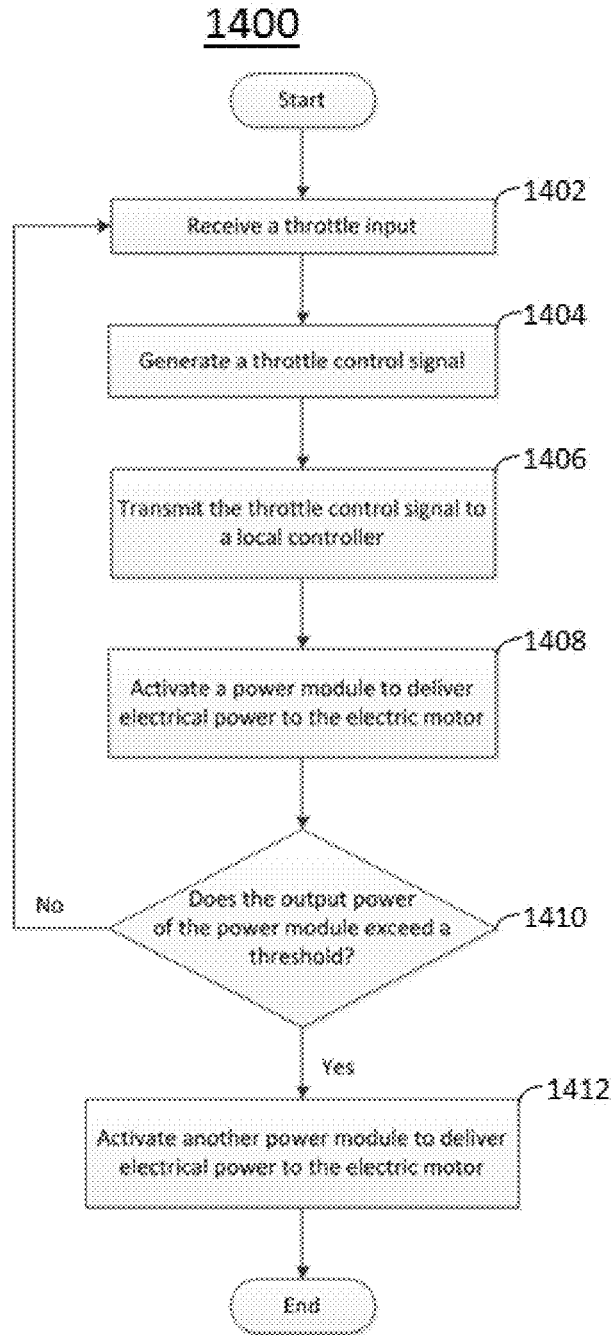 1400
Start
1402
Receive a throttle input
1404
Generate a throttle control signal
1406
Transmit the throttle control signal to
a local controller
1408
Activate a power module to deliver
electrical power to the electric motor
No
Does the output power
of the power module exceed a
threshold?
1410
Yes
1412
Activate another power module to deliver
electrical power to the electric motor
End